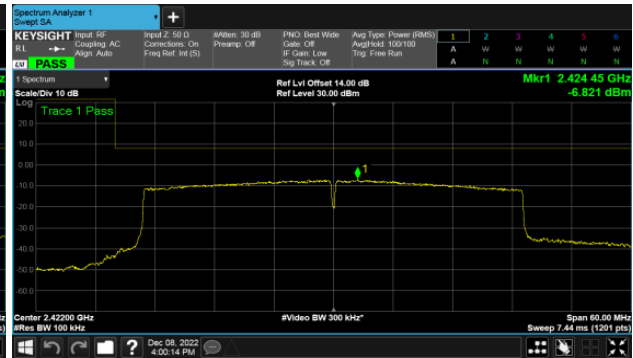 Spectrum Analyzer 1
Swept SA
+
KEYSIGHT Input: RF
R L
Coupling: AC
Align: Auto
LXI PASS
Input Z: 50 Ω
Corrections: On
Freq Ref: Int (S)
#Atten: 30 dB
Preamp: Off
PNO: Best Wide
Gate: Off
IF Gain: Low
Sig Track: Off
Avg Type: Power (RMS)
Avg|Hold: 100/100
Trig: Free Run
1 2 3 4 5 6
A W W W W W
A N N N N N
1 Spectrum
Scale/Div 10 dB
Ref Lvl Offset 14.00 dB
Ref Level 30.00 dBm
Mkr1 2.424 45 GHz
-6.821 dBm
Log
Trace 1 Pass
20.0
10.0
0.00
-10.0
-20.0
-30.0
-40.0
-50.0
-60.0
1
Center 2.42200 GHz
#Res BW 100 kHz
#Video BW 300 kHz*
Span 60.00 MHz
Sweep 7.44 ms (1201 pts)
?
Dec 08, 2022
4:00:14 PM